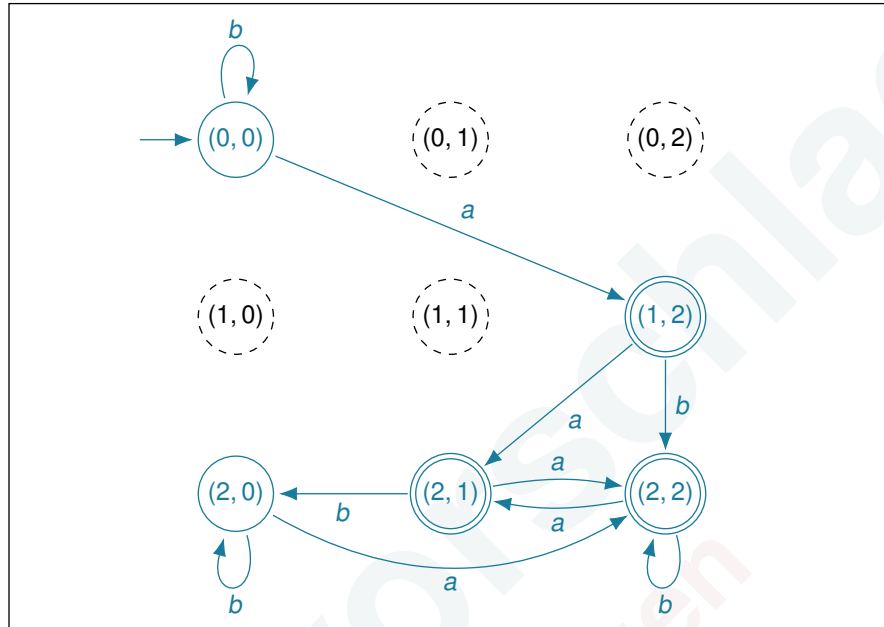 b
(0, 0) (0, 1) (0, 2)
a
(1, 0) (1, 1) (1, 2)
a b
(2, 0) b (2, 1) a a (2, 2)
b a b